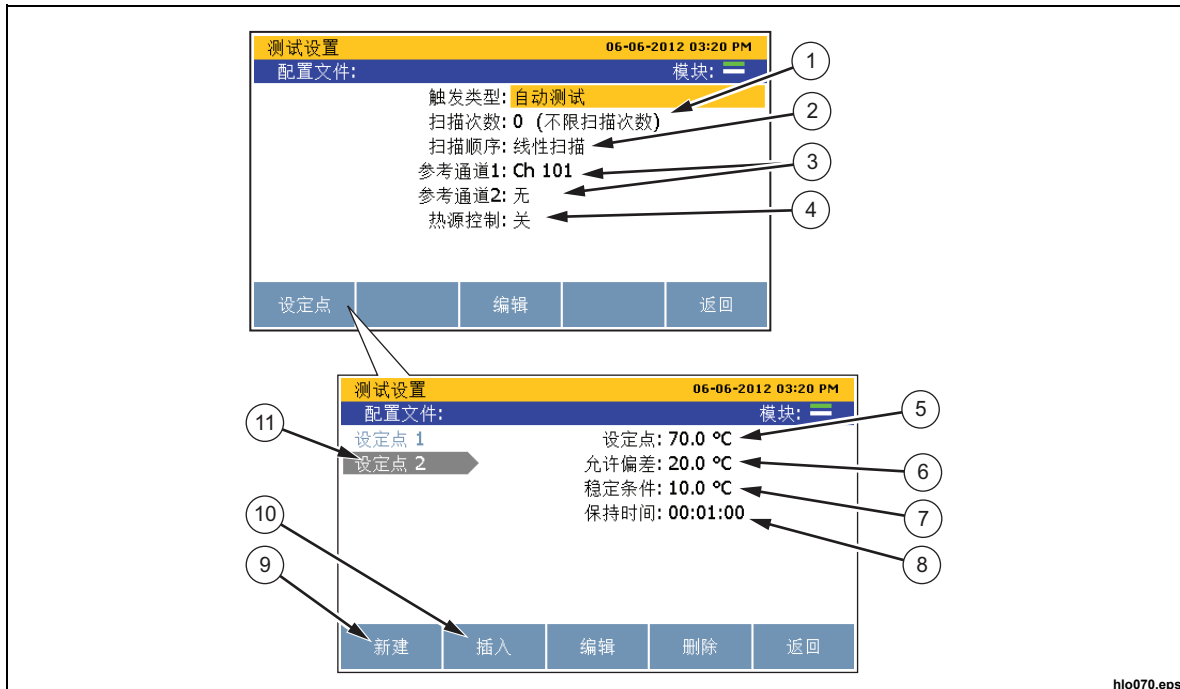 测试设置 06-06-2012 03:20 PM
配置文件: 模块:
触发类型: 自动测试
扫描次数: 0 (不限扫描次数)
扫描顺序: 线性扫描
参考通道1: Ch 101
参考通道2: 无
热源控制: 关
设定点 编辑 返回
1
2
3
4
测试设置 06-06-2012 03:20 PM
配置文件: 模块:
设定点 1
设定点 2
设定点: 70.0 °C
允许偏差: 20.0 °C
稳定条件: 10.0 °C
保持时间: 00:01:00
新建 插入 编辑 删除 返回
5
6
7
8
11
10
9
hlo070.eps